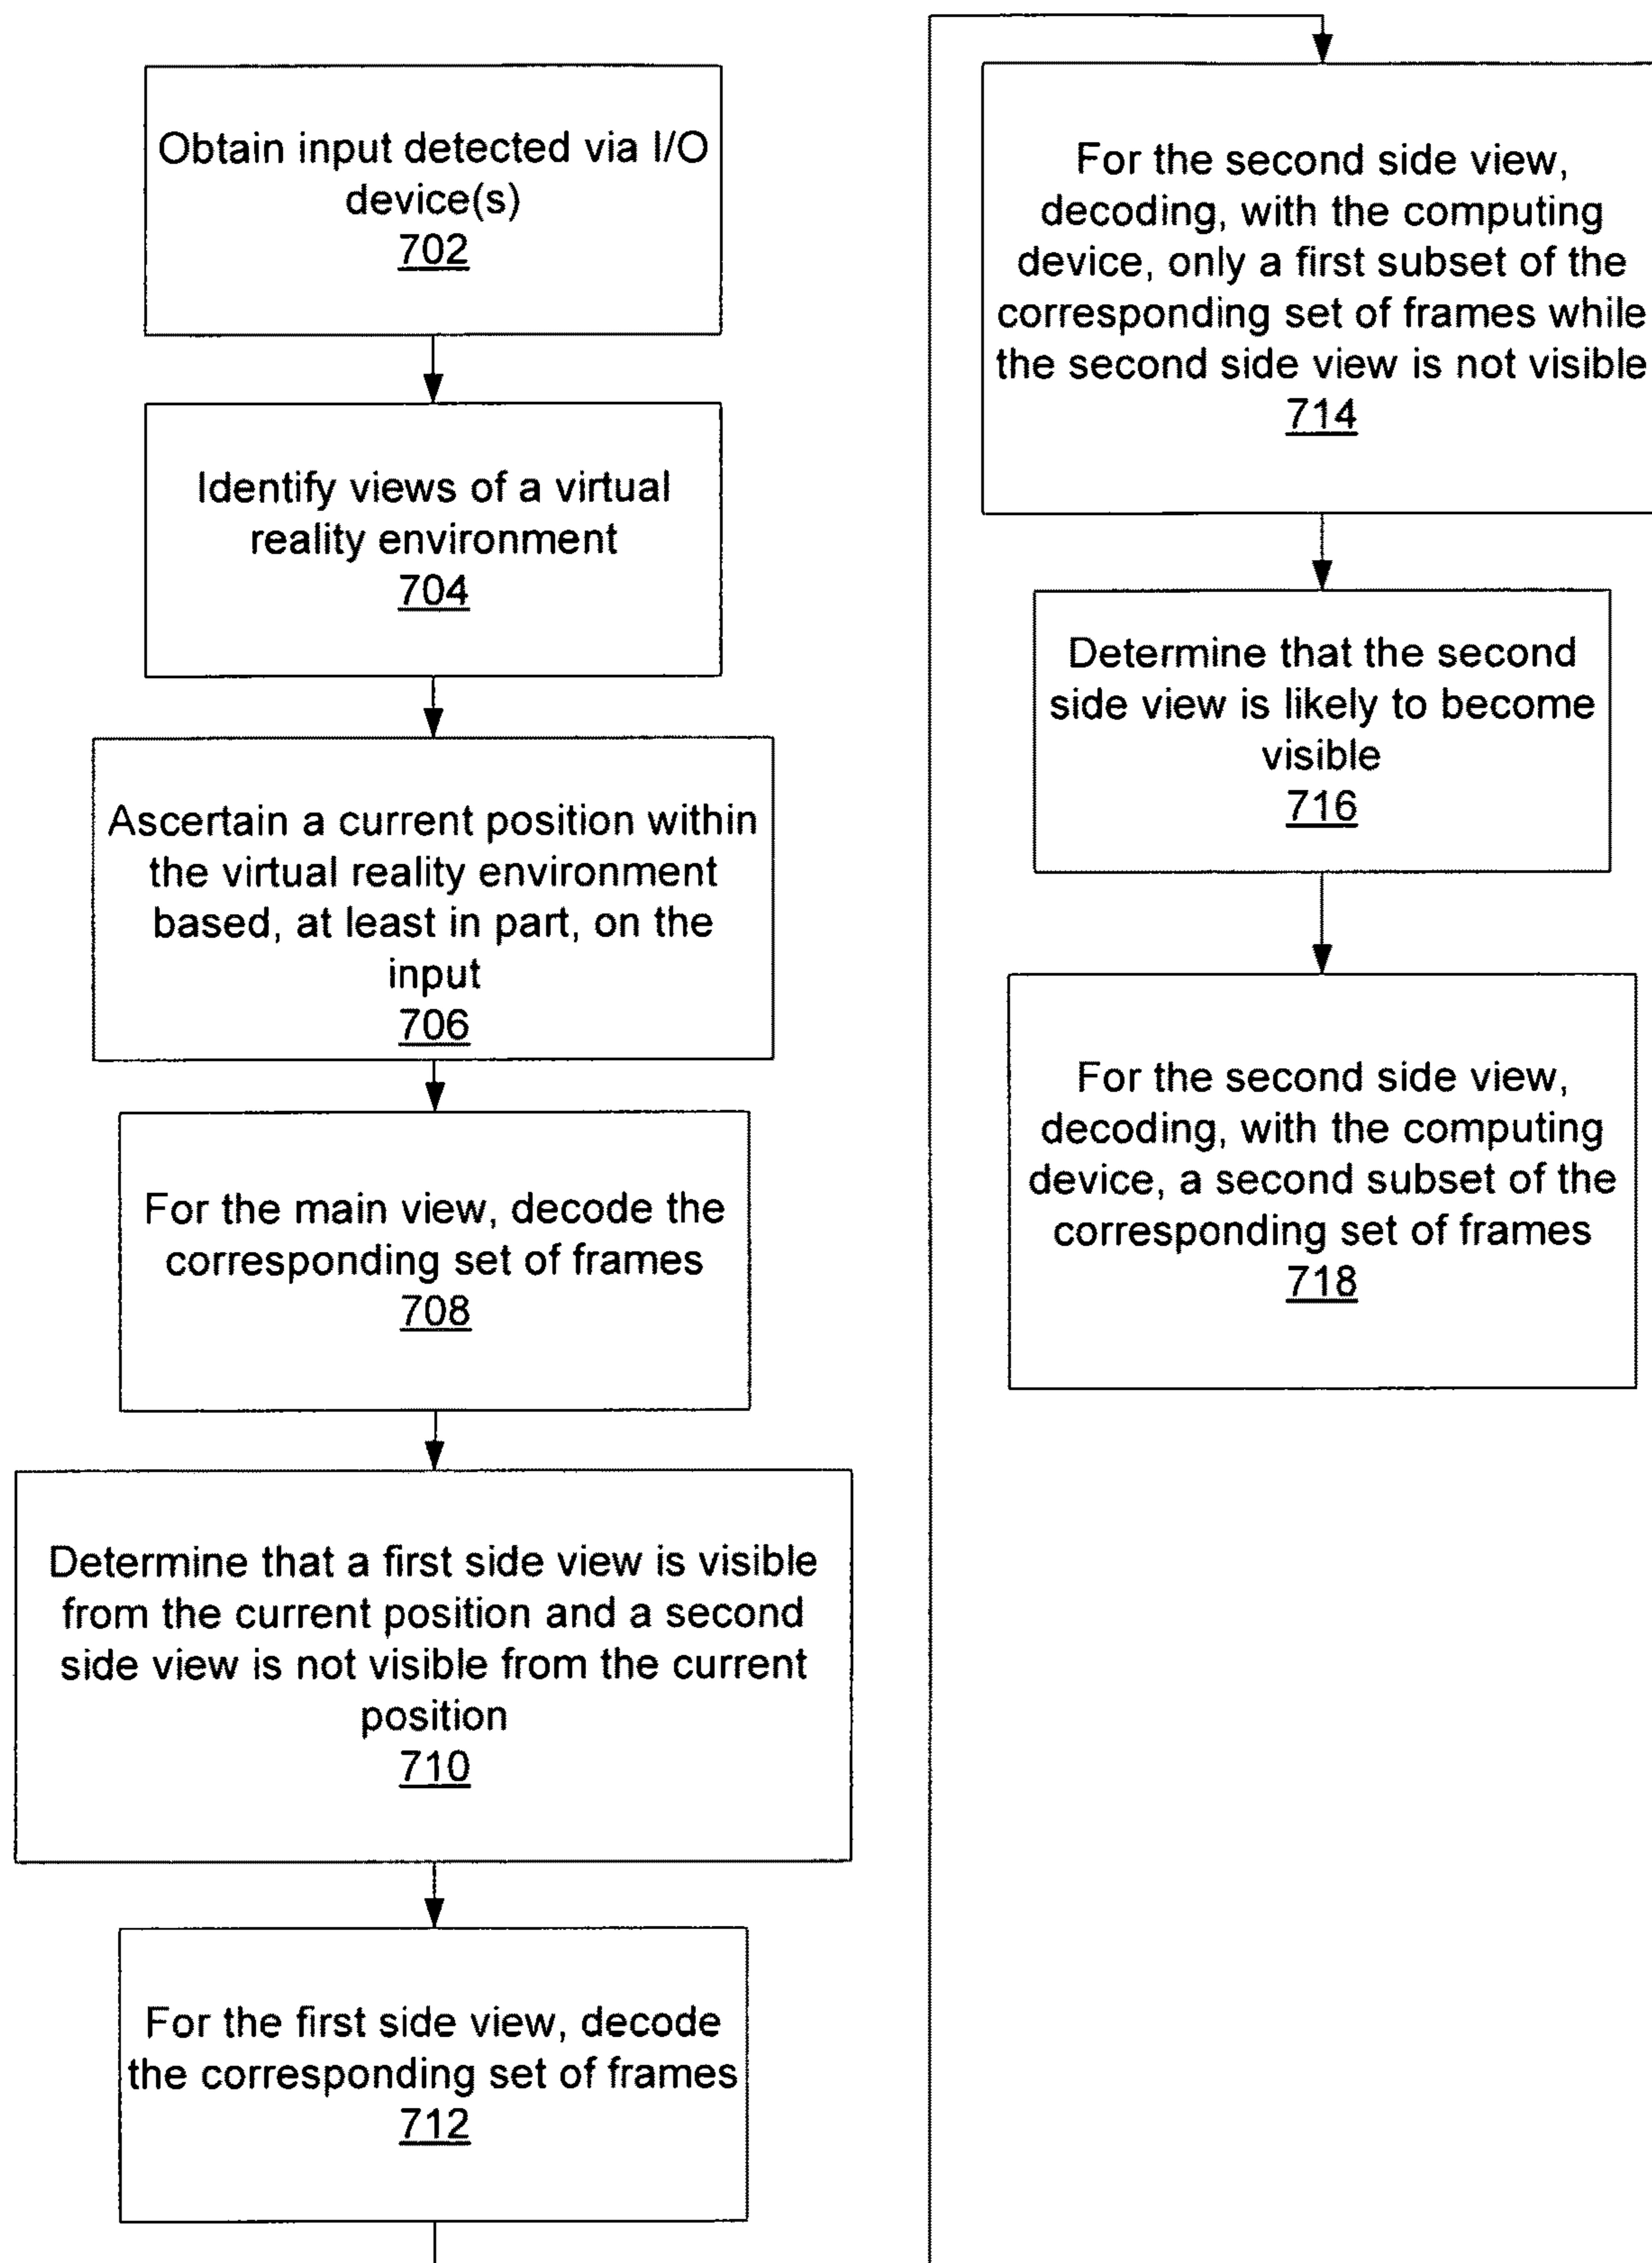 Obtain input detected via I/O
device(s)
702
Identify views of a virtual
reality environment
704
Ascertain a current position within
the virtual reality environment
based, at least in part, on the
input
706
For the main view, decode the
corresponding set of frames
708
Determine that a first side view is visible
from the current position and a second
side view is not visible from the current
position
710
For the first side view, decode
the corresponding set of frames
712
For the second side view,
decoding, with the computing
device, only a first subset of the
corresponding set of frames while
the second side view is not visible
714
Determine that the second
side view is likely to become
visible
716
For the second side view,
decoding, with the computing
device, a second subset of the
corresponding set of frames
718